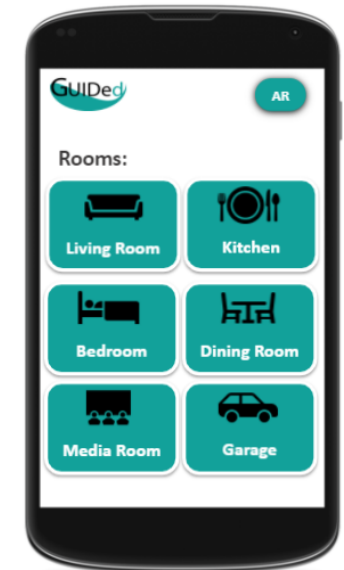 GUIDed
AR
Rooms:
Living Room
Kitchen
Bedroom
Dining Room
Media Room
Garage